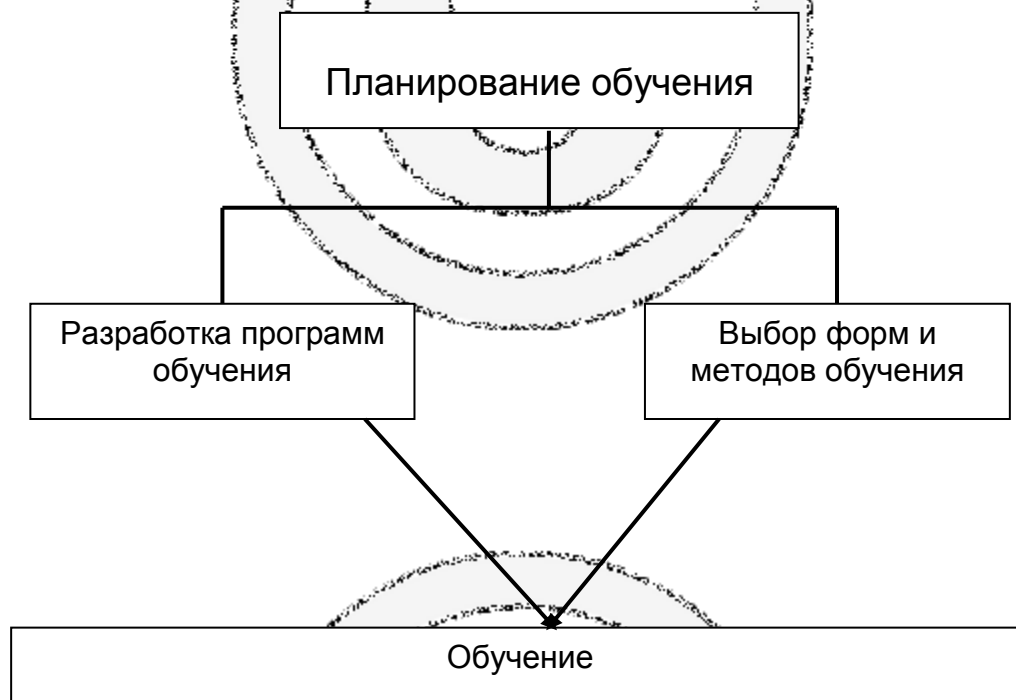 Планирование обучения
Разработка программ
обучения
Выбор форм и
методов обучения
Обучение